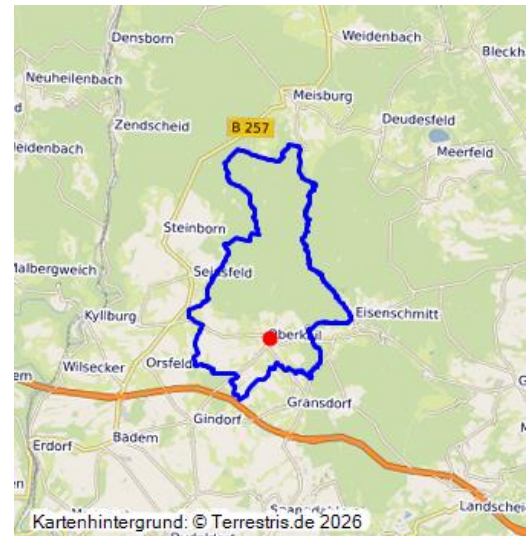 Densborn
Weidenbach
Neuheilenbach
Meisburg
Zendscheid
B 257
Deudesfeld
Meerfeld
Steinborn
Seinsfeld
Malbergweich
Kyllburg
Eisenschmitt
Oberkail
Wilsecker
Orsfeld
Gransdorf
Gindorf
Badem
Erdorf
Landscheid
Kartenhintergrund: © Terrestris.de 2026